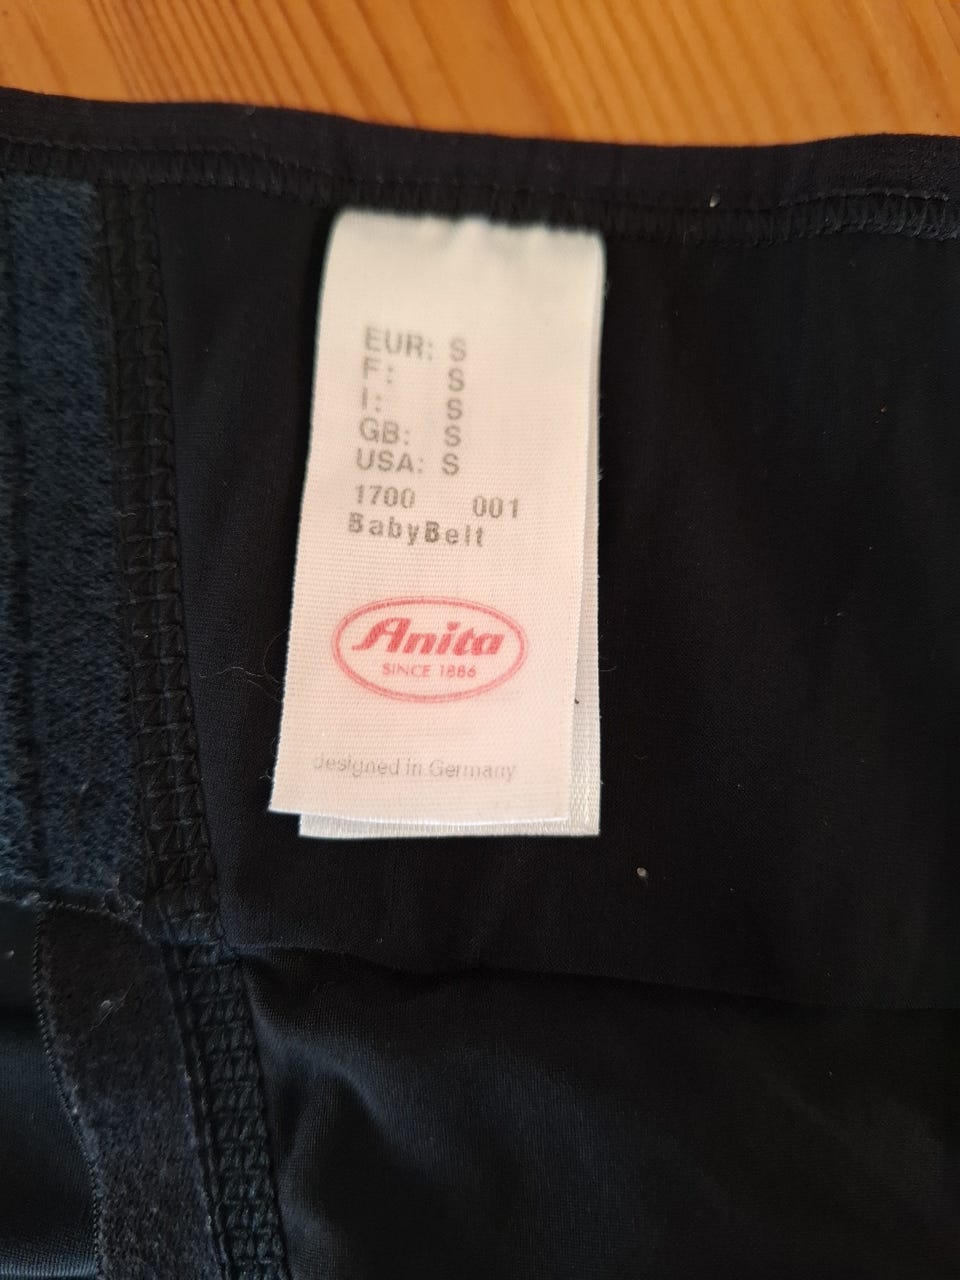 EUR: S
F: S
I: S
GB: S
USA: S
1700 001
BabyBelt
Anita
SINCE 1886
designed in Germany